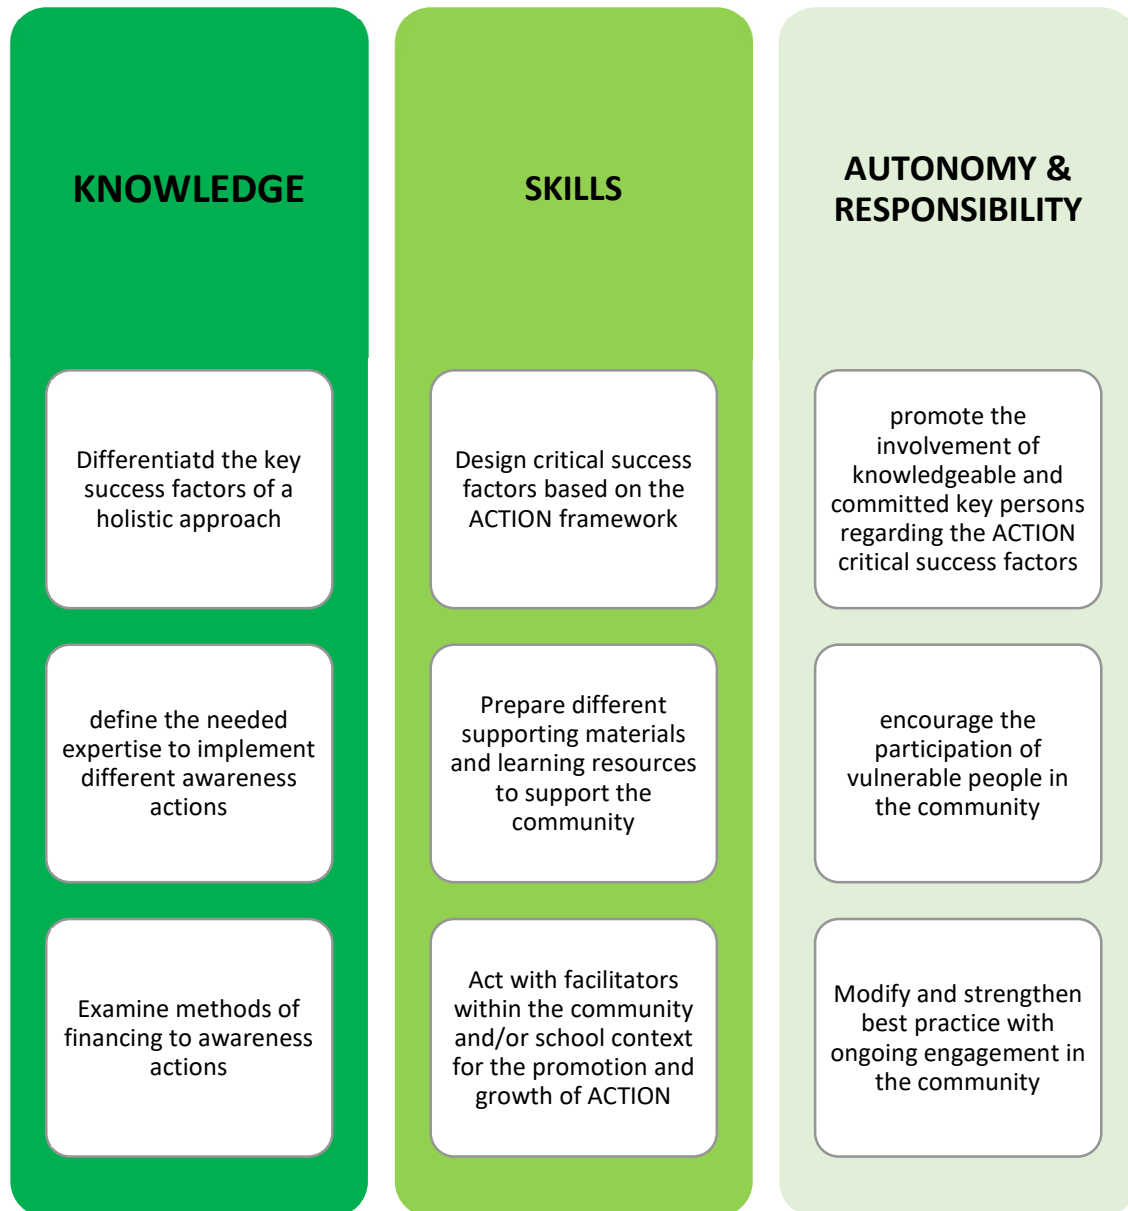 KNOWLEDGE
Differentiatd the key
success factors of a
holistic approach
define the needed
expertise to implement
different awareness
actions
Examine methods of
financing to awareness
actions
SKILLS
Design critical success
factors based on the
ACTION framework
Prepare different
supporting materials
and learning resources
to support the
community
Act with facilitators
within the community
and/or school context
for the promotion and
growth of ACTION
AUTONOMY &
RESPONSIBILITY
promote the
involvement of
knowledgeable and
committed key persons
regarding the ACTION
critical success factors
encourage the
participation of
vulnerable people in
the community
Modify and strengthen
best practice with
ongoing engagement in
the community